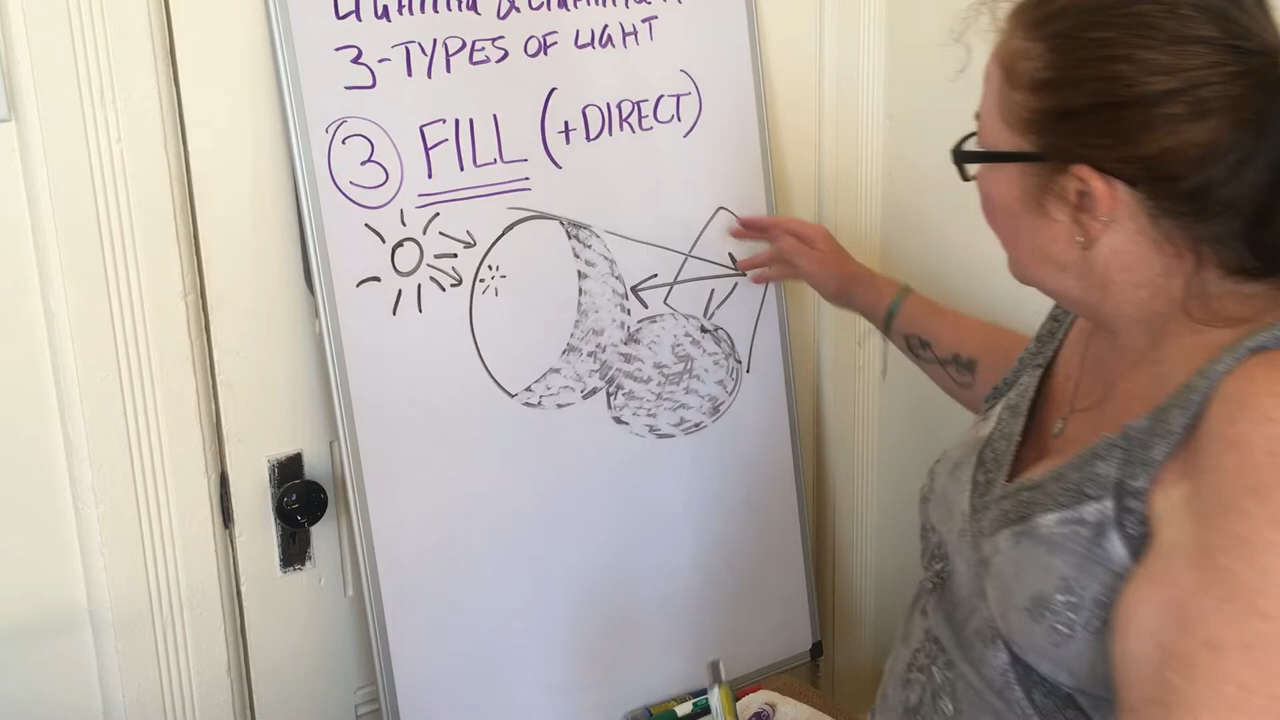 3-TYPES OF LIGHT
③ FILL (+DIRECT)